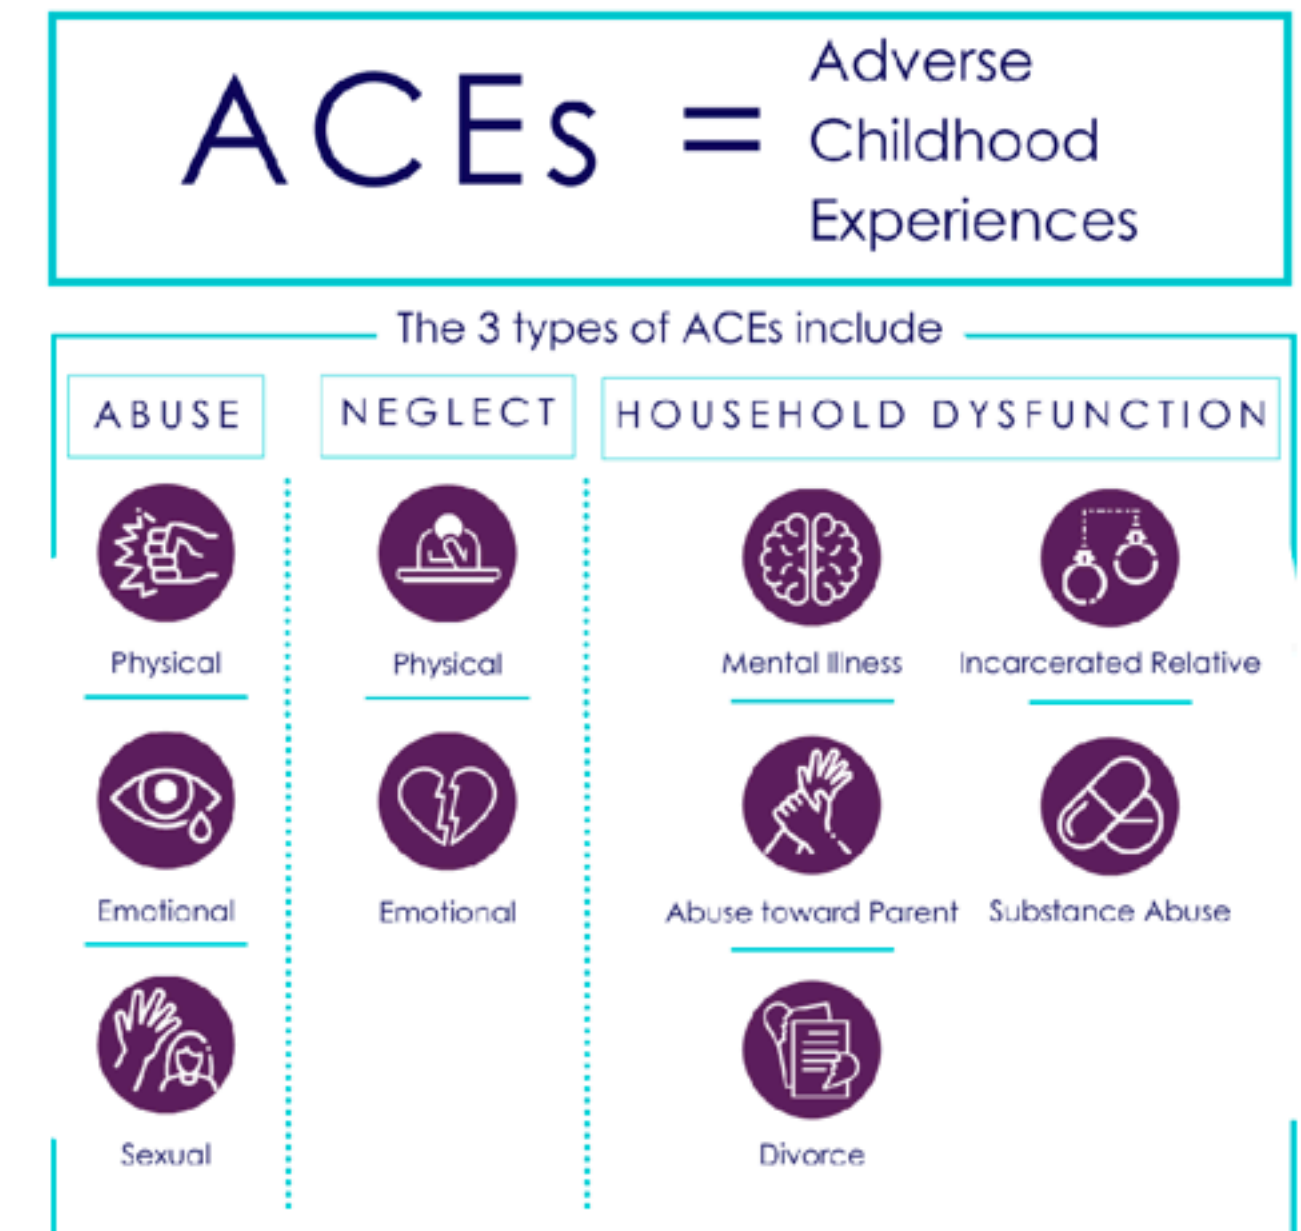 ACEs = Adverse
Childhood
Experiences
The 3 types of ACEs include
ABUSE
Physical
Emotional
Sexual
NEGLECT
Physical
Emotional
HOUSEHOLD DYSFUNCTION
Mental Illness
Incarcerated Relative
Abuse toward Parent
Substance Abuse
Divorce